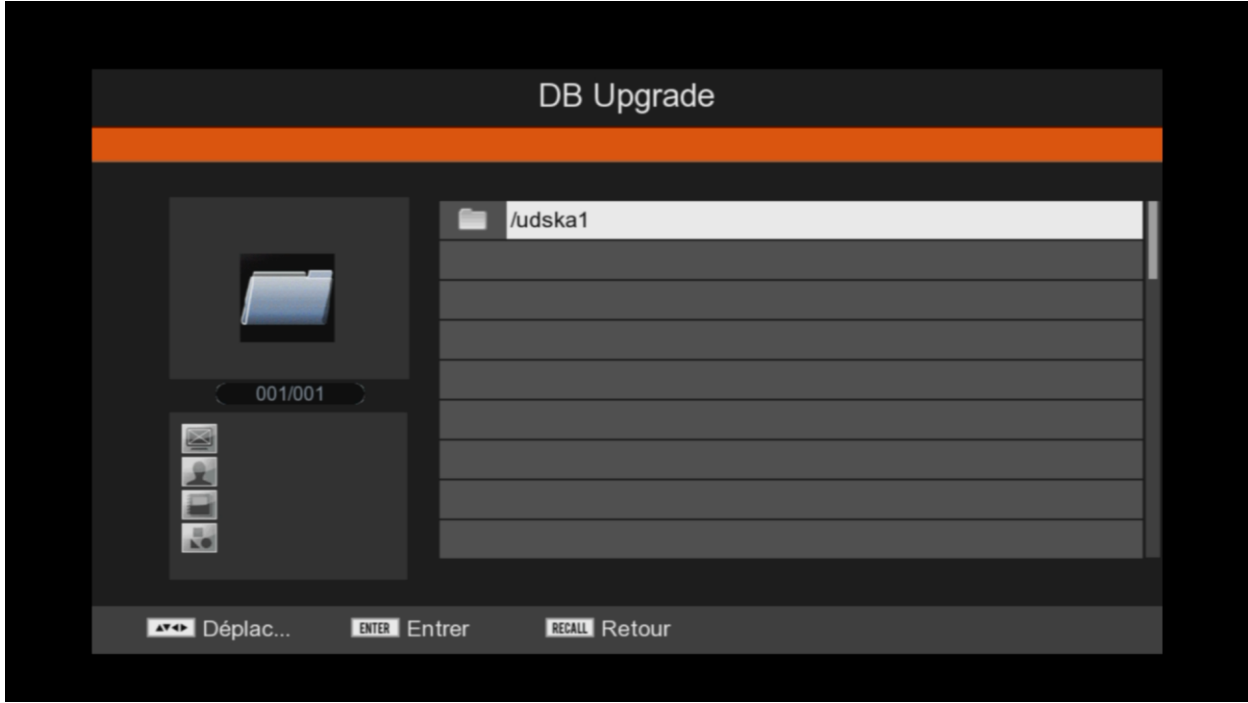 DB Upgrade
/udska1
001/001
▲▼◀▶ Déplac... ENTER Entrer RECALL Retour